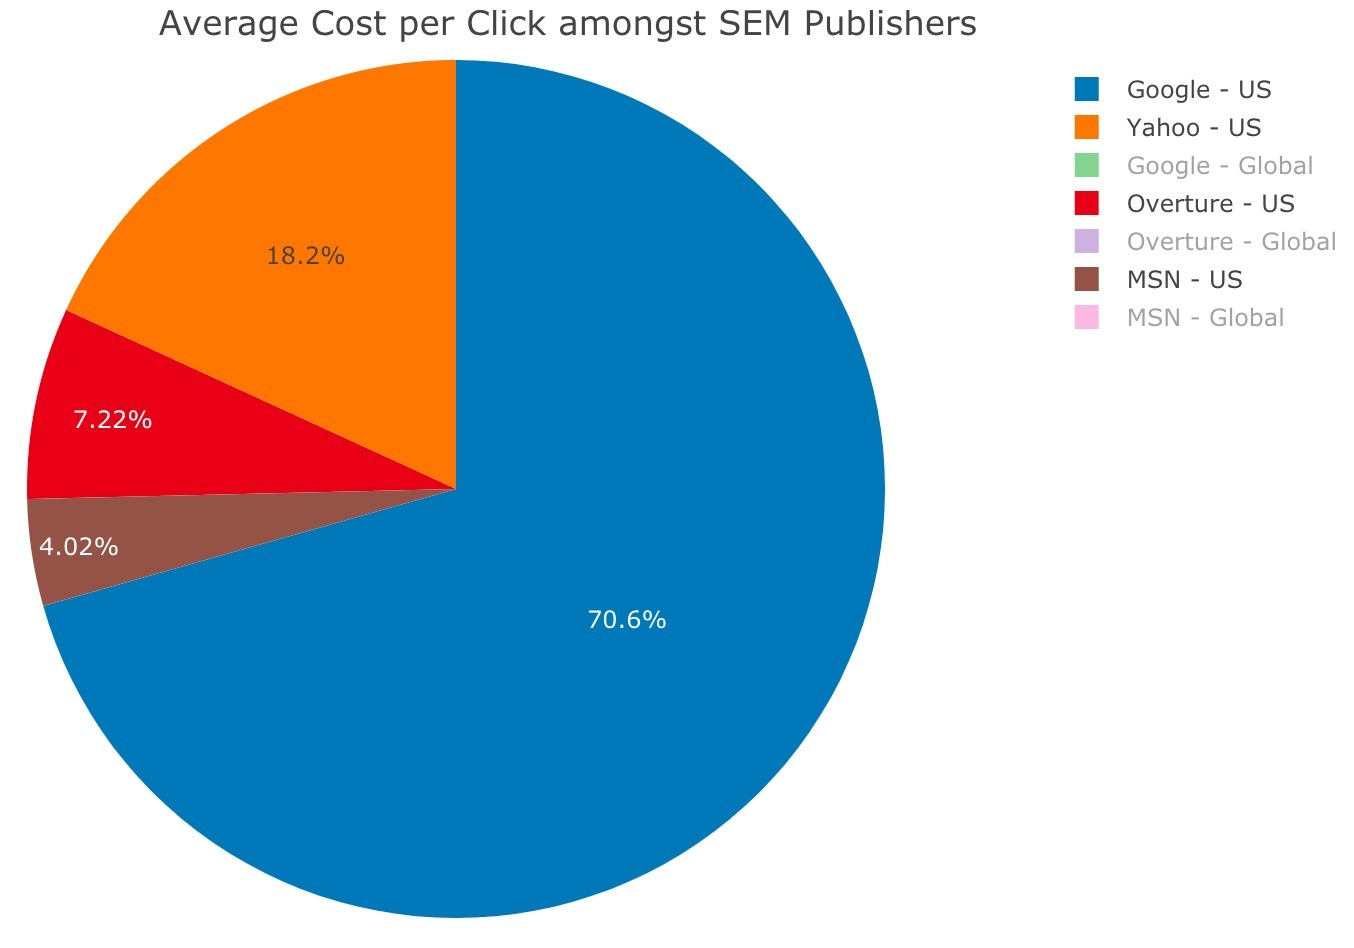 Average Cost per Click amongst SEM Publishers
Google - US
Yahoo - US
Google - Global
Overture - US
Overture - Global
MSN - US
MSN - Global
18.2%
7.22%
4.02%
70.6%